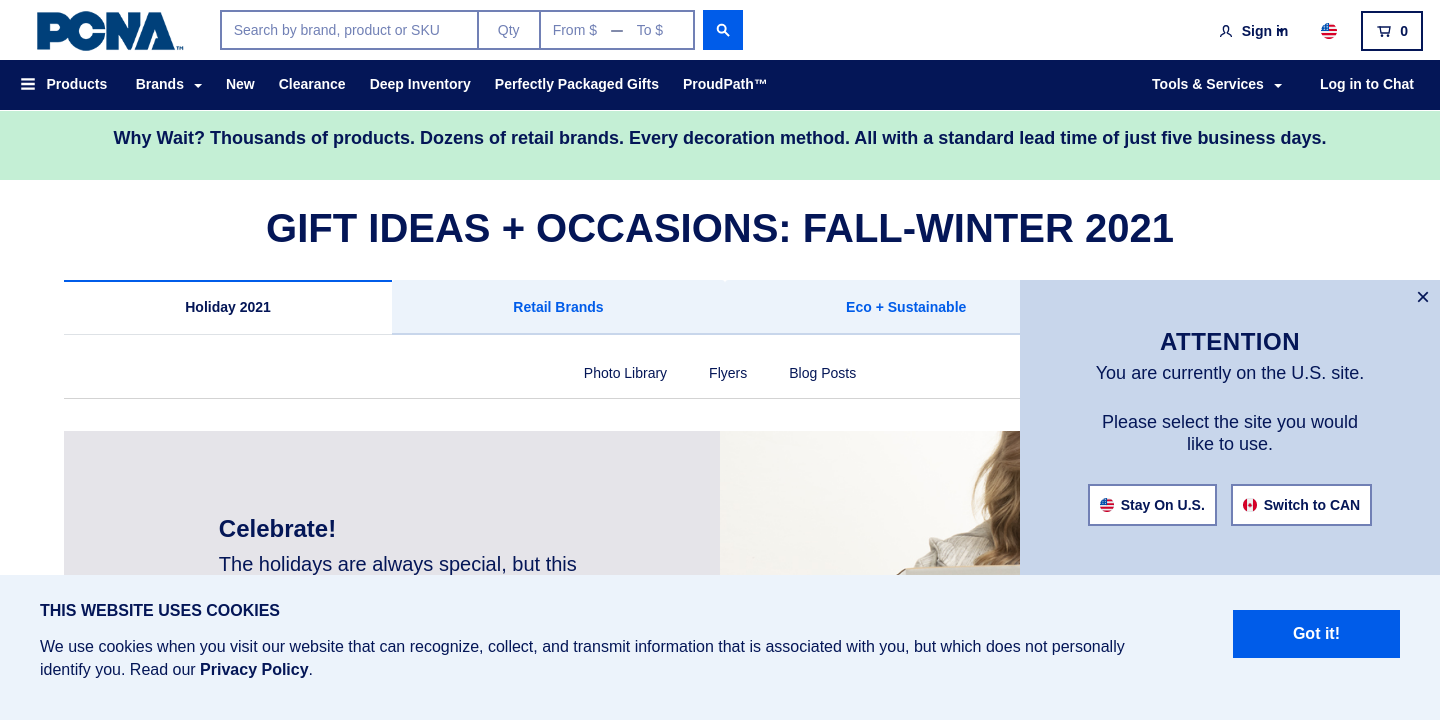 PCNA™
Search by brand, product or SKU
Qty
From $ — To $
Sign in
0
Products
Brands
New
Clearance
Deep Inventory
Perfectly Packaged Gifts
ProudPath™
Tools & Services
Log in to Chat
Why Wait? Thousands of products. Dozens of retail brands. Every decoration method. All with a standard lead time of just five business days.
GIFT IDEAS + OCCASIONS: FALL-WINTER 2021
Holiday 2021
Retail Brands
Eco + Sustainable
Photo Library
Flyers
Blog Posts
×
ATTENTION
You are currently on the U.S. site.
Please select the site you would
like to use.
Stay On U.S.
Switch to CAN
Celebrate!
The holidays are always special, but this
THIS WEBSITE USES COOKIES
We use cookies when you visit our website that can recognize, collect, and transmit information that is associated with you, but which does not personally
identify you. Read our Privacy Policy.
Got it!